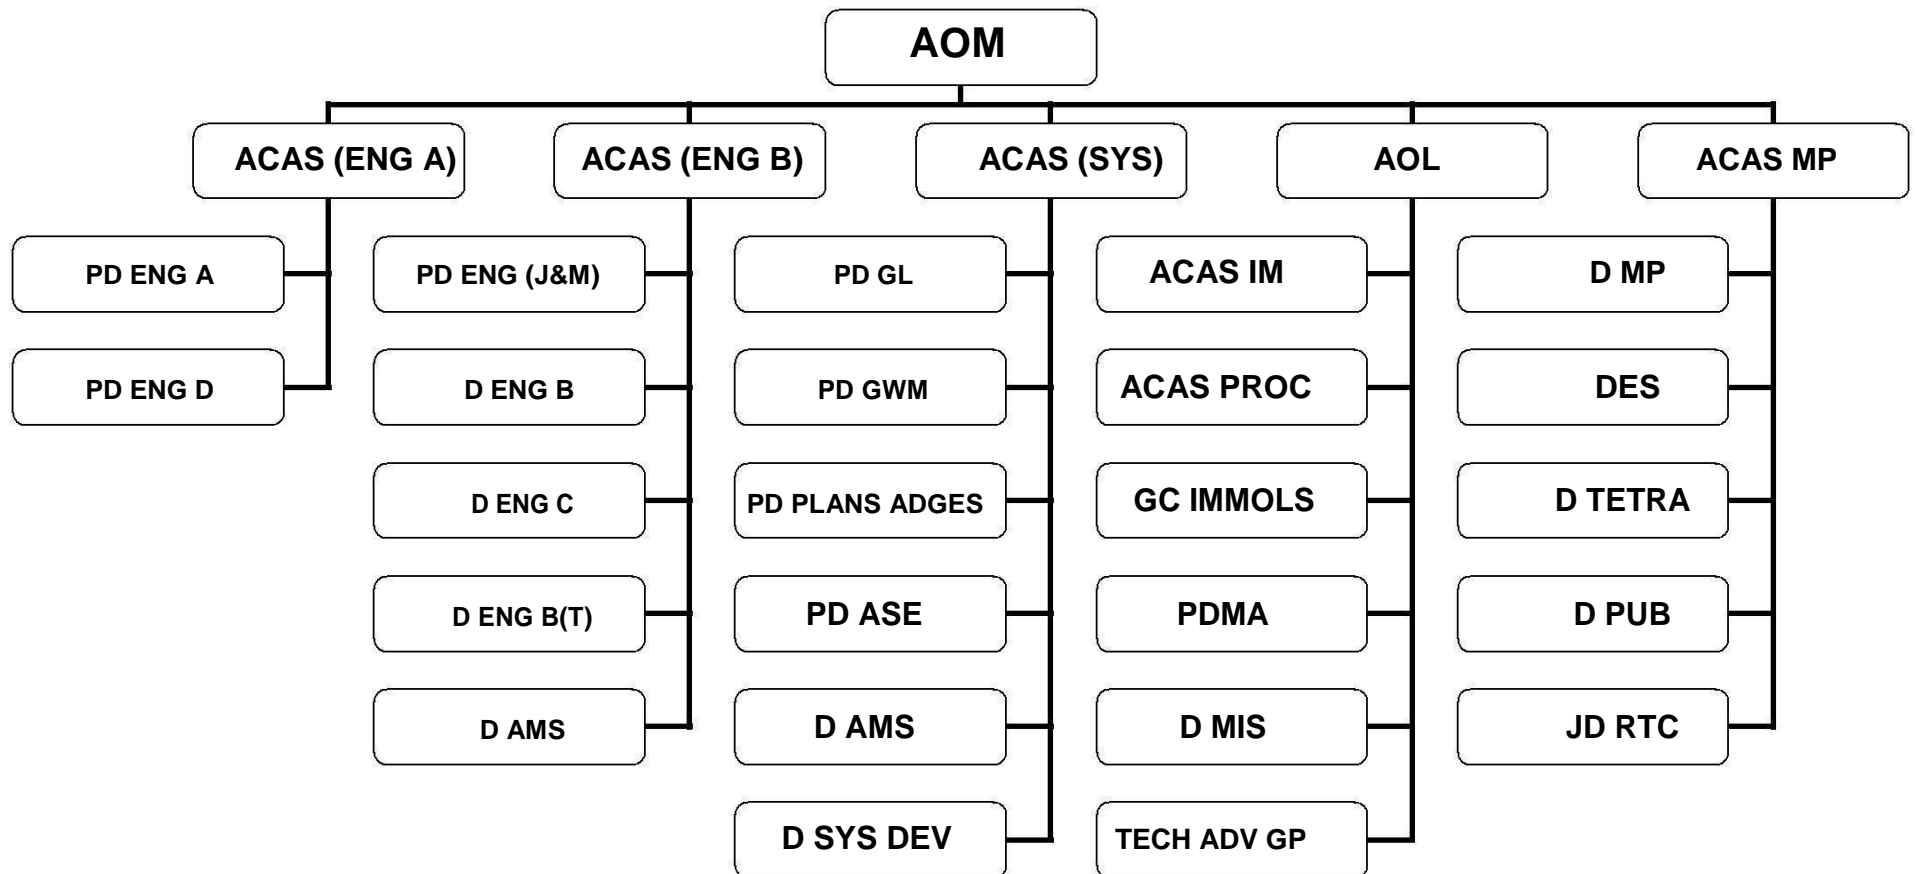 AOM
ACAS (ENG A)
ACAS (ENG B)
ACAS (SYS)
AOL
ACAS MP
PD ENG A
PD ENG (J&M)
PD GL
ACAS IM
D MP
PD ENG D
D ENG B
PD GWM
ACAS PROC
DES
D ENG C
PD PLANS ADGES
GC IMMOLS
D TETRA
D ENG B(T)
PD ASE
PDMA
D PUB
D AMS
D AMS
D MIS
JD RTC
D SYS DEV
TECH ADV GP